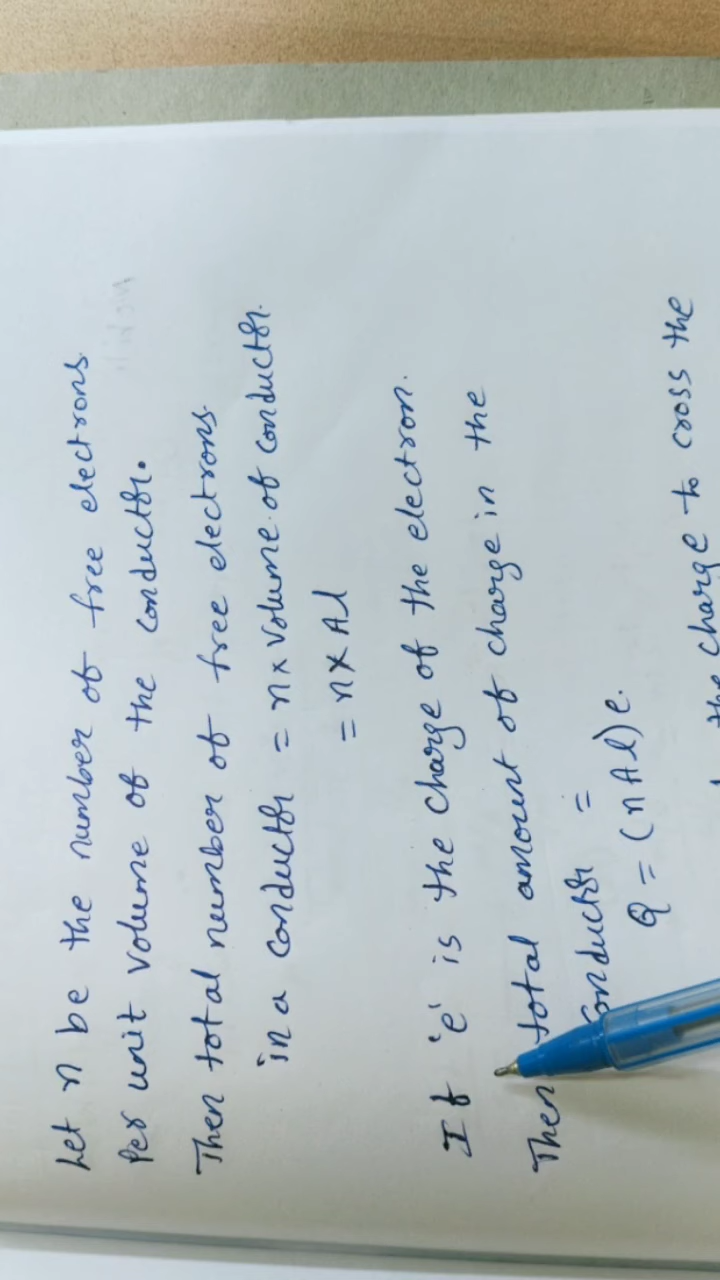 Let n be the number of free electrons.
Per unit volume of the conductor.
Then total number of free electrons.
in a conductor = n x volume of conductor.
= n x Al
If 'e' is the charge of the electron.
Then total amount of charge in the
conductor =
Q = (nAl)e.
the charge to cross the